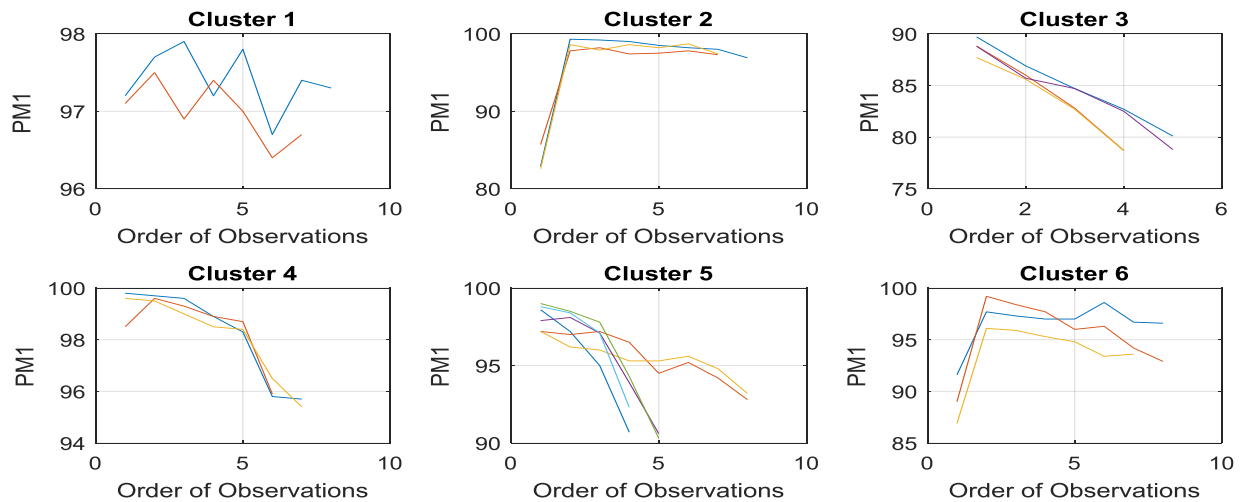 Cluster 1
98
97
96
0
5
10
PM1
Order of Observations
Cluster 2
100
90
80
0
5
10
PM1
Order of Observations
Cluster 3
90
85
80
75
0
2
4
6
PM1
Order of Observations
Cluster 4
100
98
96
94
0
5
10
PM1
Order of Observations
Cluster 5
100
95
90
0
5
10
PM1
Order of Observations
Cluster 6
100
95
90
85
0
5
10
PM1
Order of Observations